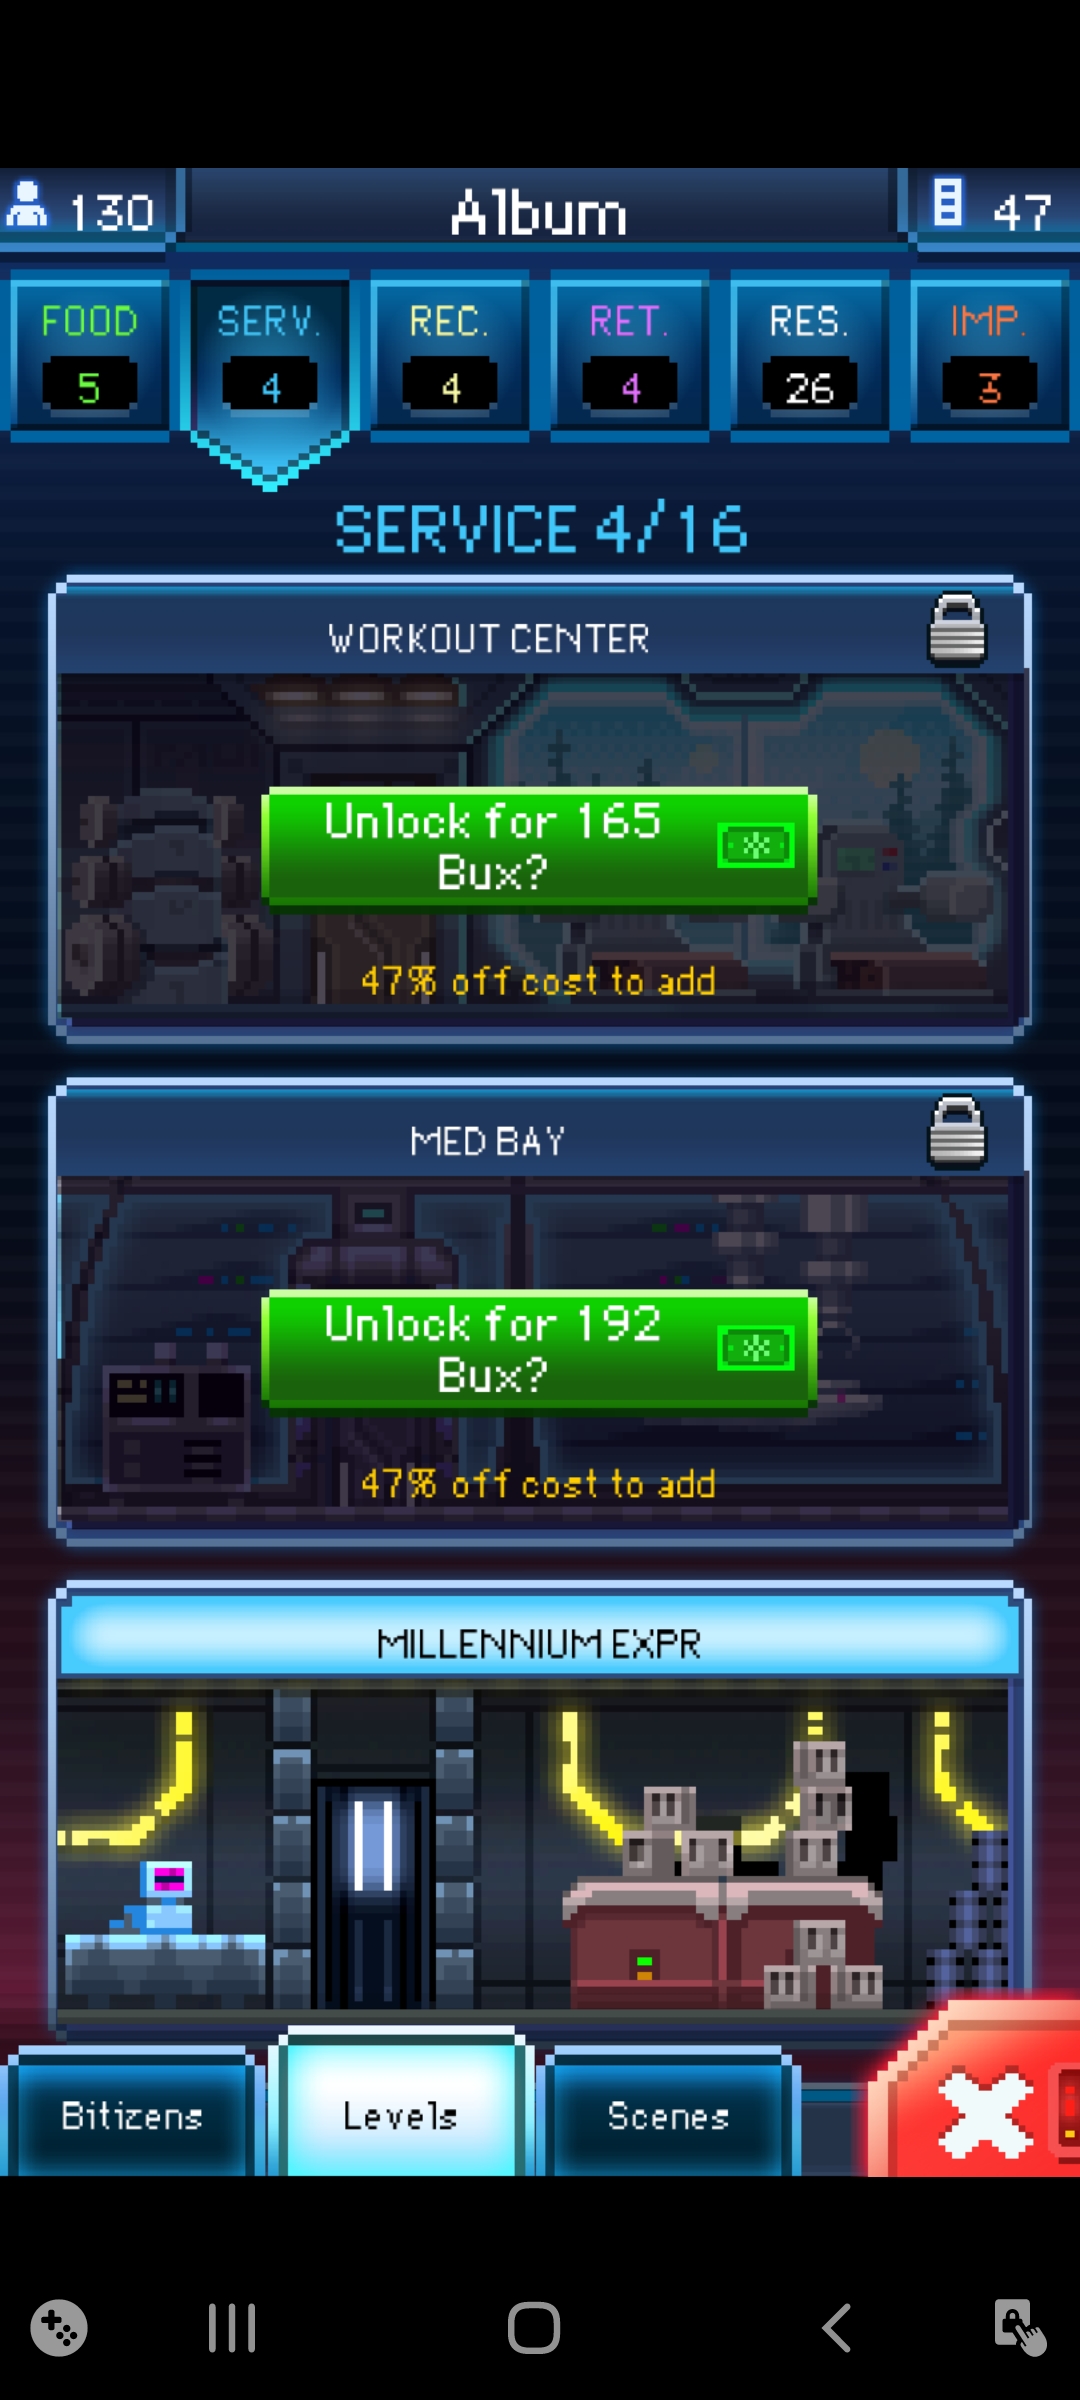 130
Album
47
FOOD
SERV.
REC.
RET.
RES.
IMP.
5
4
4
4
26
3
SERVICE 4/16
WORKOUT CENTER
Unlock for 165
Bux?
47% off cost to add
MED BAY
Unlock for 192
Bux?
47% off cost to add
MILLENNIUM EXPR
Bitizens
Levels
Scenes